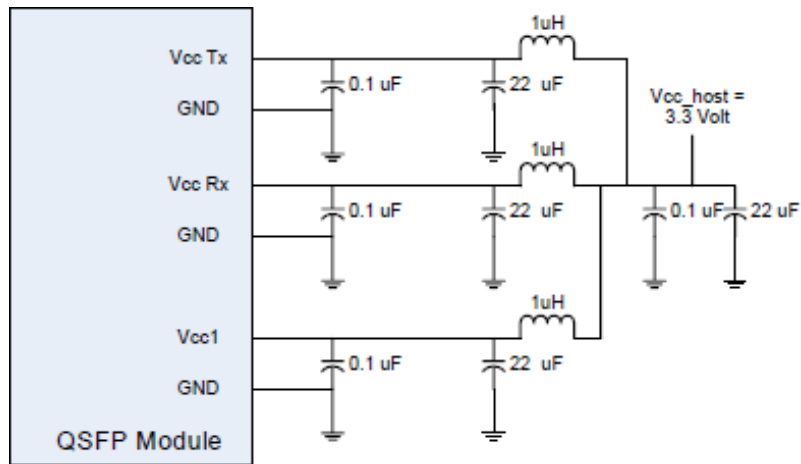 1uH
Vcc Tx
0.1 uF
22 uF
GND
Vcc_host =
3.3 Volt
1uH
Vcc Rx
0.1 uF
22 uF
0.1 uF
22 uF
GND
1uH
Vcc1
0.1 uF
22 uF
GND
QSFP Module